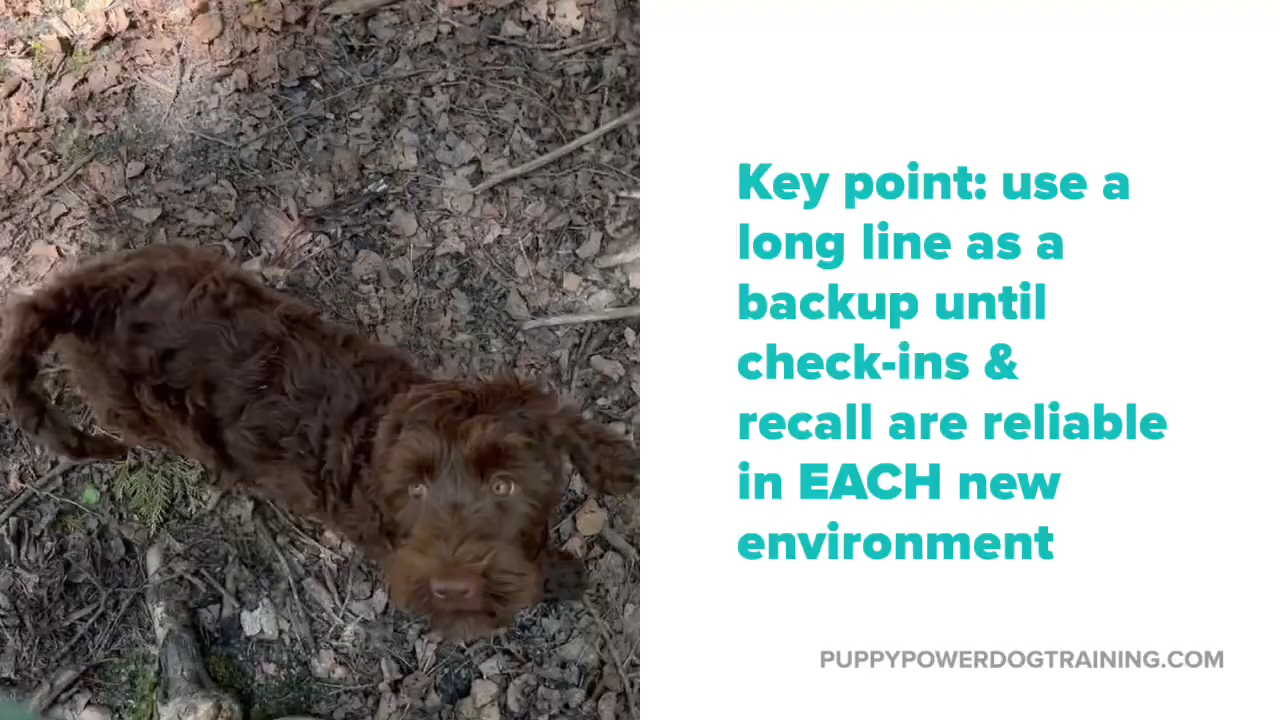 Key point: use a
long line as a
backup until
check-ins &
recall are reliable
in EACH new
environment
PUPPYPOWERDOGTRAINING.COM